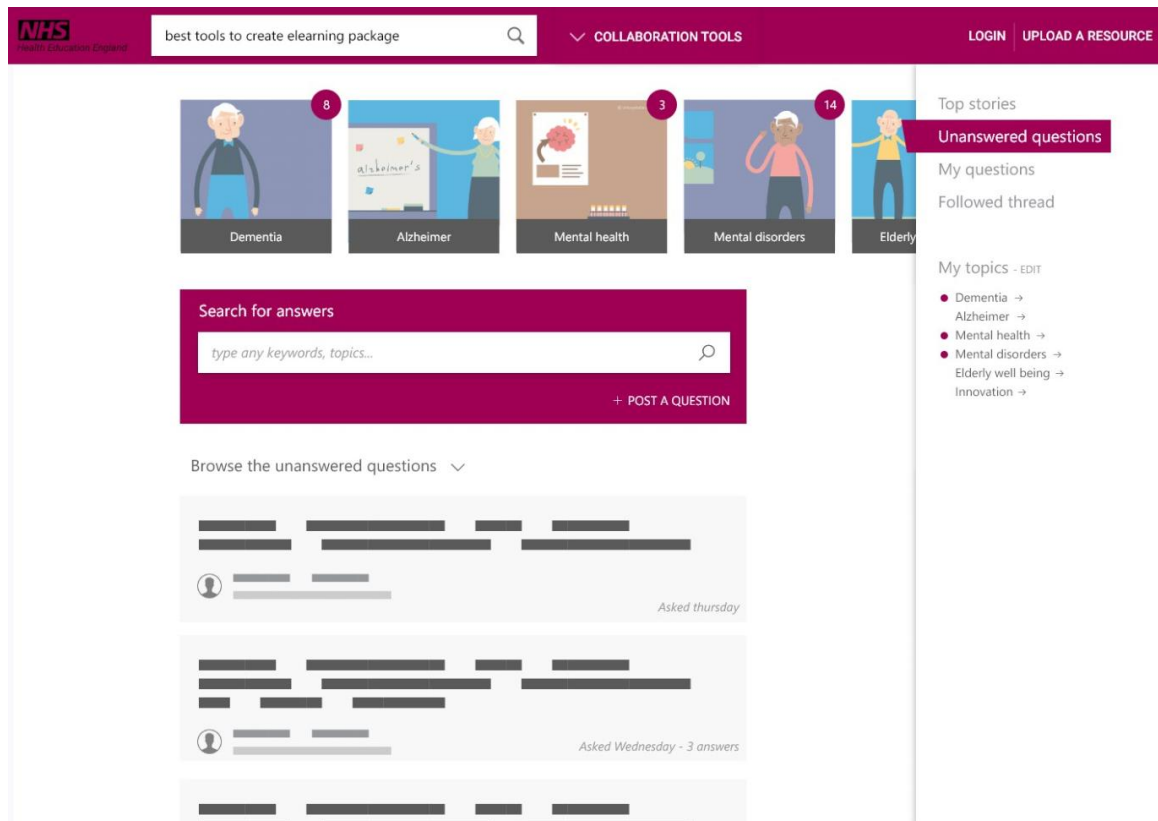 NHS
Health Education England
best tools to create elearning package
COLLABORATION TOOLS
LOGIN
UPLOAD A RESOURCE
8
3
14
alzheimer's
Dementia
Alzheimer
Mental health
Mental disorders
Elderly
Top stories
Unanswered questions
My questions
Followed thread
My topics - EDIT
Dementia →
Alzheimer →
Mental health →
Mental disorders →
Elderly well being →
Innovation →
Search for answers
type any keywords, topics...
+ POST A QUESTION
Browse the unanswered questions
Asked thursday
Asked Wednesday - 3 answers